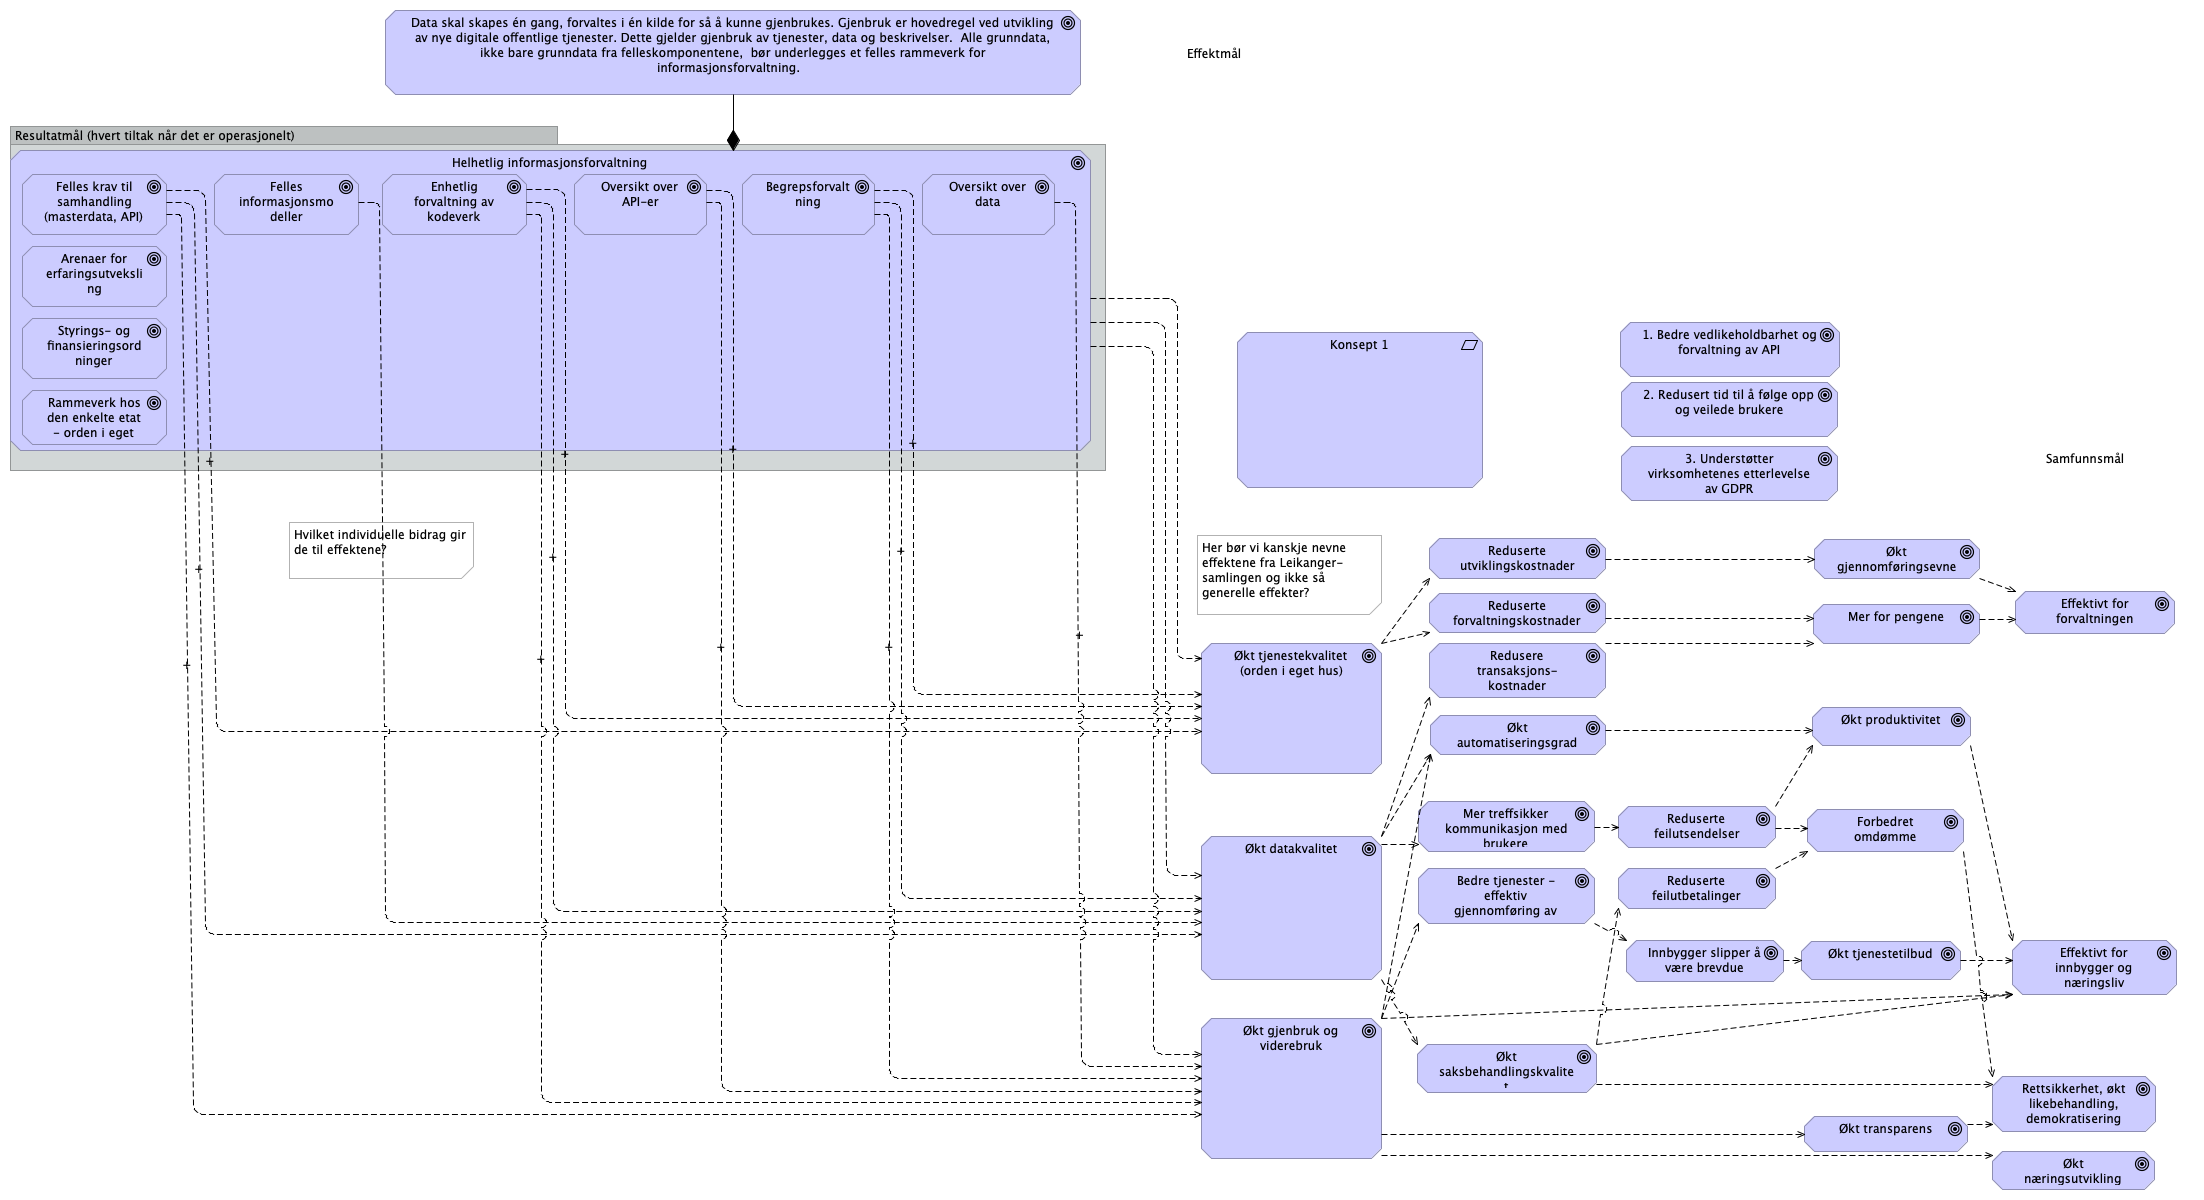 Data skal skapes én gang, forvaltes i én kilde for så å kunne gjenbrukes. Gjenbruk er hovedregel ved utvikling
av nye digitale offentlige tjenester. Dette gjelder gjenbruk av tjenester, data og beskrivelser.  Alle grunndata,
ikke bare grunndata fra felleskomponentene,  bør underlegges et felles rammeverk for
informasjonsforvaltning.
Effektmål
Resultatmål (hvert tiltak når det er operasjonelt)
Helhetlig informasjonsforvaltning
Felles krav til
samhandling
(masterdata, API)
Felles
informasjonsmo
deller
Enhetlig
forvaltning av
kodeverk
Oversikt over
API-er
Begrepsforvalt
ning
Oversikt over
data
Arenaer for
erfaringsutveksli
ng
Styrings- og
finansieringsord
ninger
Rammeverk hos
den enkelte etat
- orden i eget
Konsept 1
1. Bedre vedlikeholdbarhet og
forvaltning av API
2. Redusert tid til å følge opp
og veilede brukere
3. Understøtter
virksomhetenes etterlevelse
av GDPR
Samfunnsmål
Hvilket individuelle bidrag gir
de til effektene?
Her bør vi kanskje nevne
effektene fra Leikanger-
samlingen og ikke så
generelle effekter?
Reduserte
utviklingskostnader
Økt
gjennomføringsevne
Reduserte
forvaltningskostnader
Mer for pengene
Effektivt for
forvaltningen
Økt tjenestekvalitet
(orden i eget hus)
Redusere
transaksjons-
kostnader
Økt
automatiseringsgrad
Økt produktivitet
Mer treffsikker
kommunikasjon med
brukere
Reduserte
feilutsendelser
Forbedret
omdømme
Økt datakvalitet
Bedre tjenester -
effektiv
gjennomføring av
Reduserte
feilutbetalinger
Innbygger slipper å
være brevdue
Økt tjenestetilbud
Effektivt for
innbygger og
næringsliv
Økt gjenbruk og
viderebruk
Økt
saksbehandlingskvalite
t
Rettsikkerhet, økt
likebehandling,
demokratisering
Økt transparens
Økt
næringsutvikling